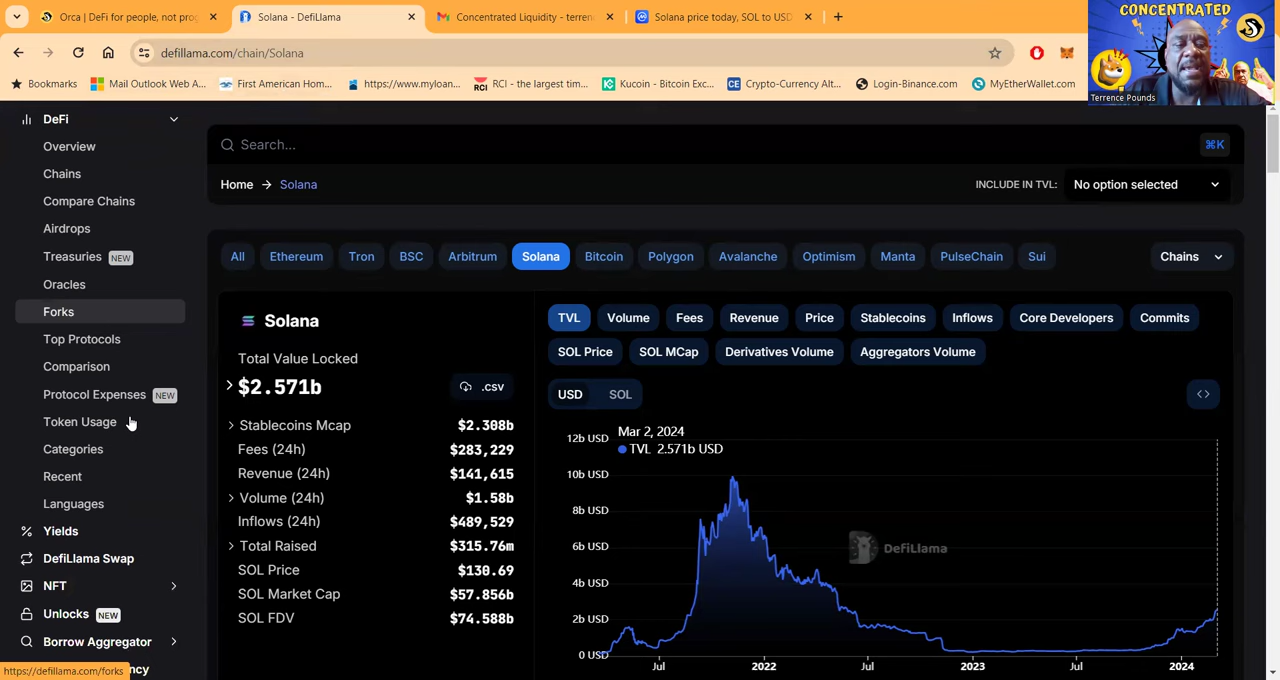 Orca | DeFi for people, not prog
Solana - DefiLlama
Concentrated Liquidity - terren
Solana price today, SOL to USD
defillama.com/chain/Solana
Bookmarks
Mail Outlook Web A...
First American Hom...
https://www.myloan...
RCI - the largest tim...
Kucoin - Bitcoin Exc...
Crypto-Currency Alt...
Login-Binance.com
MyEtherWallet.com
CONCENTRATED
Terrence Pounds
DeFi
Overview
Chains
Compare Chains
Airdrops
Treasuries NEW
Oracles
Forks
Top Protocols
Comparison
Protocol Expenses NEW
Token Usage
Categories
Recent
Languages
Yields
DefiLlama Swap
NFT
Unlocks NEW
Borrow Aggregator
https://defillama.com/forks
Search...
⌘K
Home → Solana
INCLUDE IN TVL: No option selected
All Ethereum Tron BSC Arbitrum Solana Bitcoin Polygon Avalanche Optimism Manta PulseChain Sui Chains
Solana
Total Value Locked
$2.571b
.csv
Stablecoins Mcap $2.308b
Fees (24h) $283,229
Revenue (24h) $141,615
Volume (24h) $1.58b
Inflows (24h) $489,529
Total Raised $315.76m
SOL Price $130.69
SOL Market Cap $57.856b
SOL FDV $74.588b
TVL Volume Fees Revenue Price Stablecoins Inflows Core Developers Commits
SOL Price SOL MCap Derivatives Volume Aggregators Volume
USD SOL
Mar 2, 2024
TVL 2.571b USD
12b USD
10b USD
8b USD
6b USD
4b USD
2b USD
0 USD
DefiLlama
Jul 2022 Jul 2023 Jul 2024